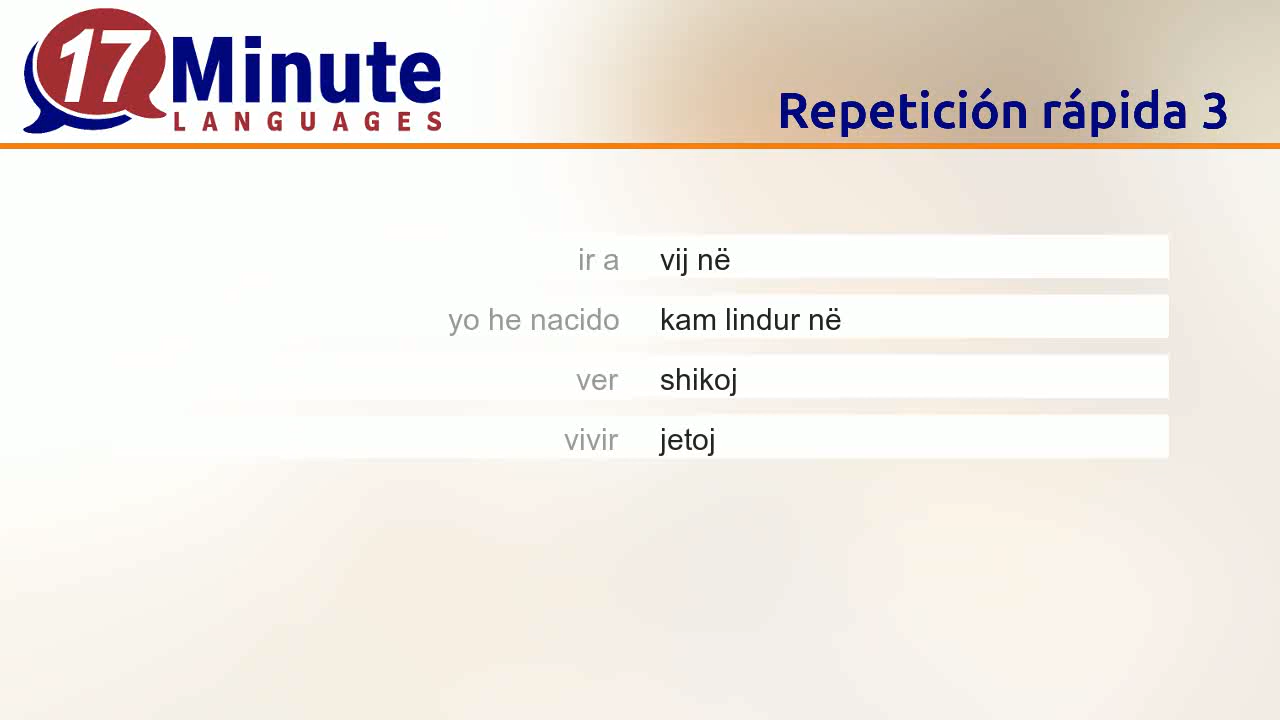 17 Minute
LANGUAGES
Repetición rápida 3
ir a vij në
yo he nacido kam lindur në
ver shikoj
vivir jetoj